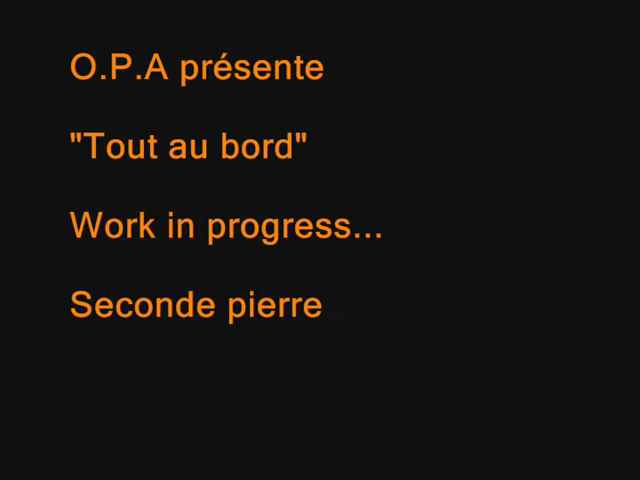 O.P.A présente
"Tout au bord"
Work in progress...
Seconde pierre